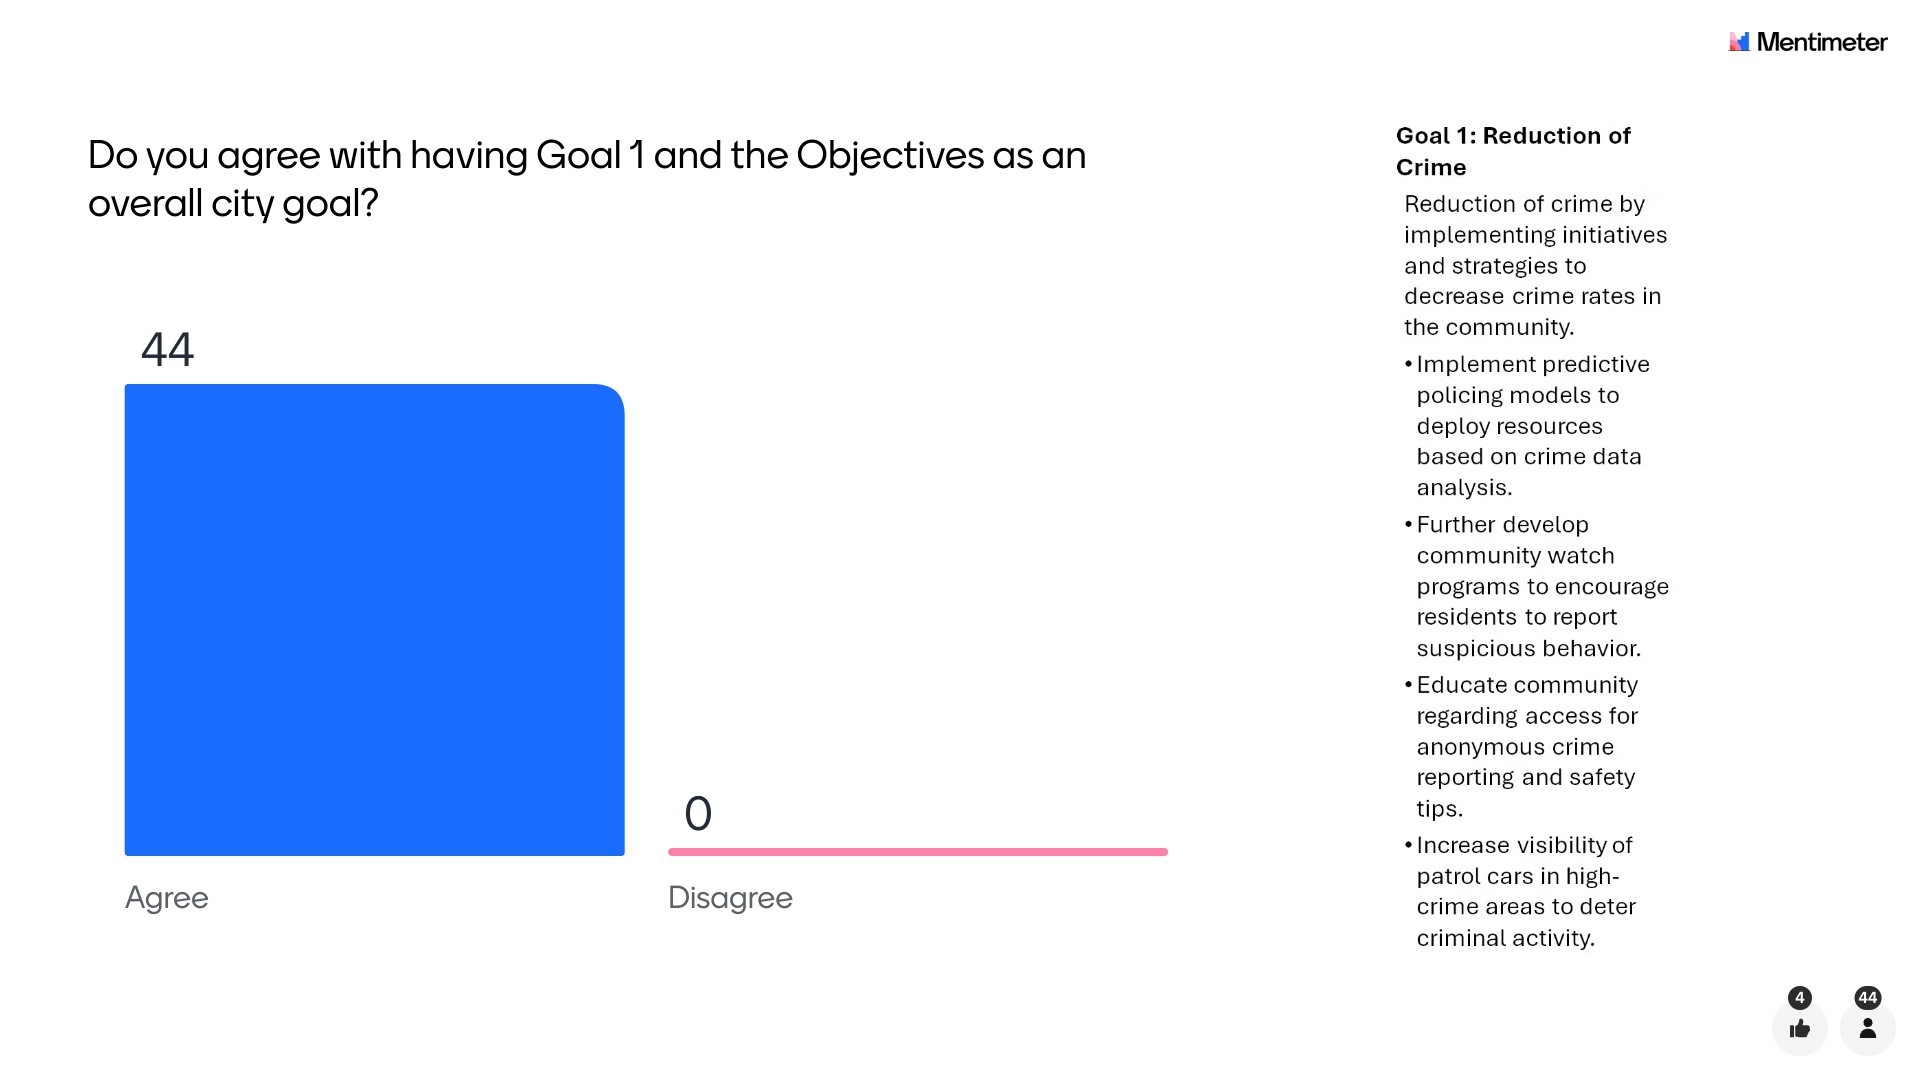 Mentimeter
Do you agree with having Goal 1 and the Objectives as an
overall city goal?
44
0
Agree
Disagree
Goal 1: Reduction of
Crime
Reduction of crime by
implementing initiatives
and strategies to
decrease crime rates in
the community.
• Implement predictive
policing models to
deploy resources
based on crime data
analysis.
• Further develop
community watch
programs to encourage
residents to report
suspicious behavior.
• Educate community
regarding access for
anonymous crime
reporting and safety
tips.
• Increase visibility of
patrol cars in high-
crime areas to deter
criminal activity.
4
44